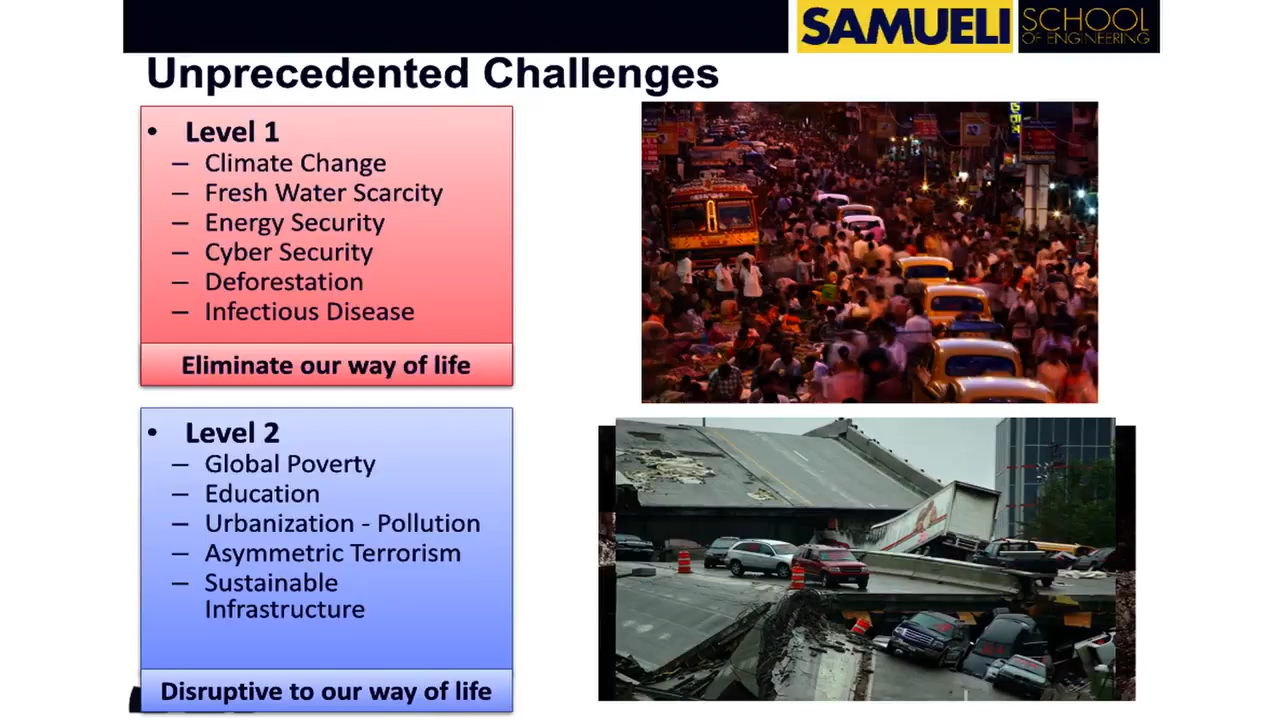 SAMUELI
SCHOOL
OF ENGINEERING
Unprecedented Challenges
• Level 1
– Climate Change
– Fresh Water Scarcity
– Energy Security
– Cyber Security
– Deforestation
– Infectious Disease
Eliminate our way of life
• Level 2
– Global Poverty
– Education
– Urbanization - Pollution
– Asymmetric Terrorism
– Sustainable
Infrastructure
Disruptive to our way of life